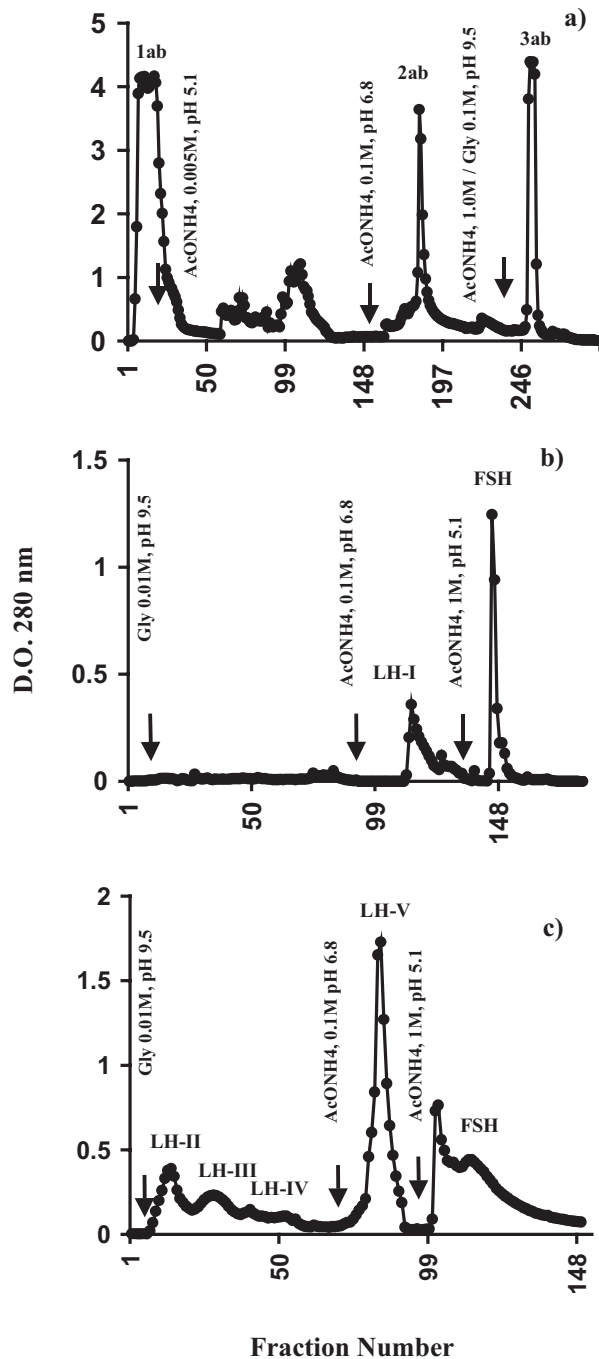 a)
5
4
3
2
1
0
1ab
AcONH4, 0.005M, pH 5.1
AcONH4, 0.1M, pH 6.8
2ab
AcONH4, 1.0M / Gly 0.1M, pH 9.5
3ab
1
50
99
148
197
246
b)
1.5
1
0.5
0
Gly 0.01M, pH 9.5
AcONH4, 0.1M, pH 6.8
LH-I
AcONH4, 1M, pH 5.1
FSH
1
50
99
148
D.O. 280 nm
c)
2
1.5
1
0.5
0
Gly 0.01M, pH 9.5
LH-II
LH-III
LH-IV
AcONH4, 0.1M pH 6.8
LH-V
AcONH4, 1M, pH 5.1
FSH
1
50
99
148
Fraction Number